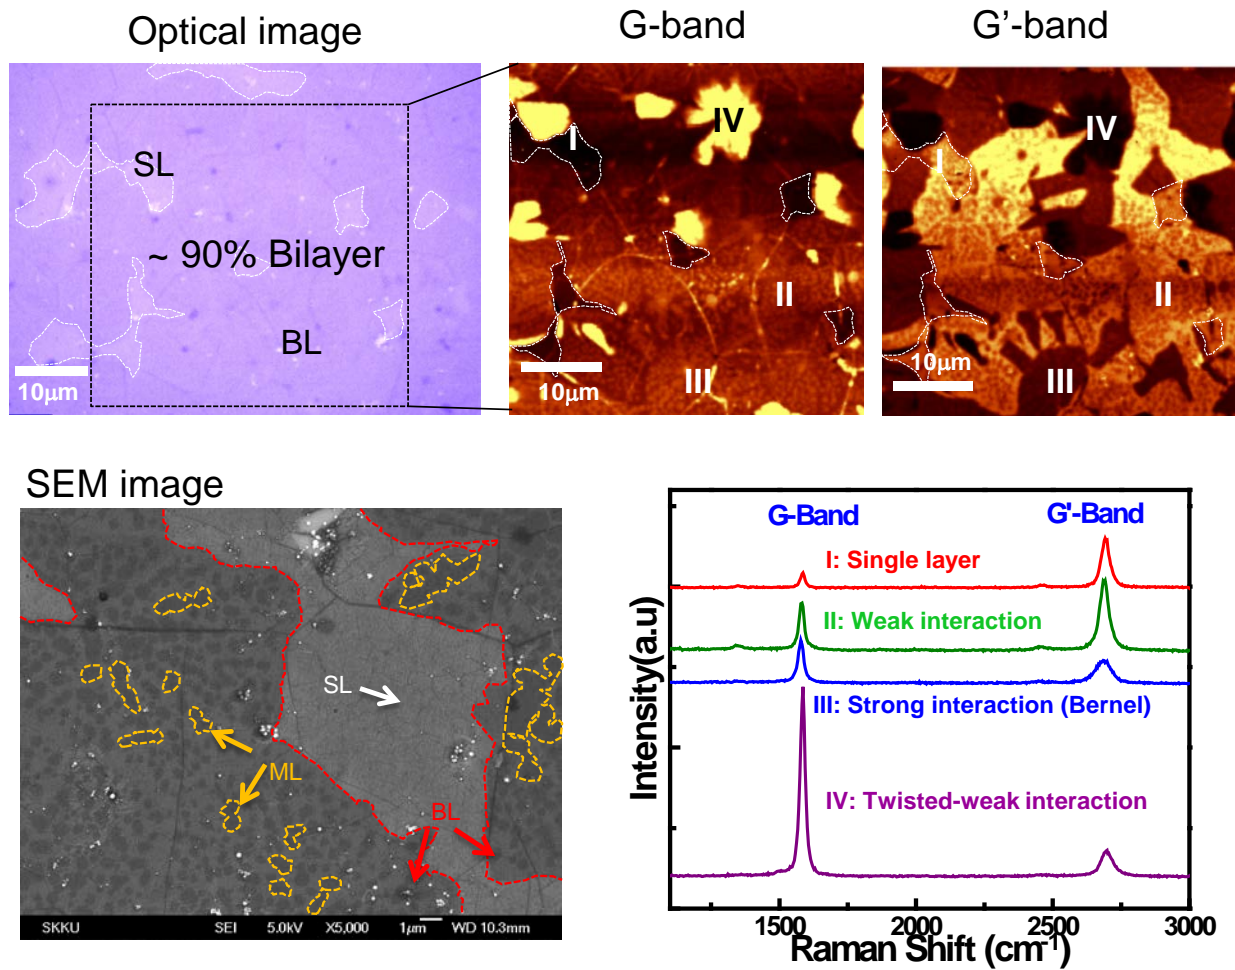 Optical image
G-band
G’-band
SL
~ 90% Bilayer
BL
10μm
I
IV
II
III
10μm
I
IV
II
III
10μm
SEM image
SL
ML
BL
SKKU SEI 5.0kV X5,000 1μm WD 10.3mm
G-Band
G'-Band
I: Single layer
II: Weak interaction
III: Strong interaction (Bernel)
IV: Twisted-weak interaction
Intensity(a.u)
1500 2000 2500 3000
Raman Shift (cm⁻¹)